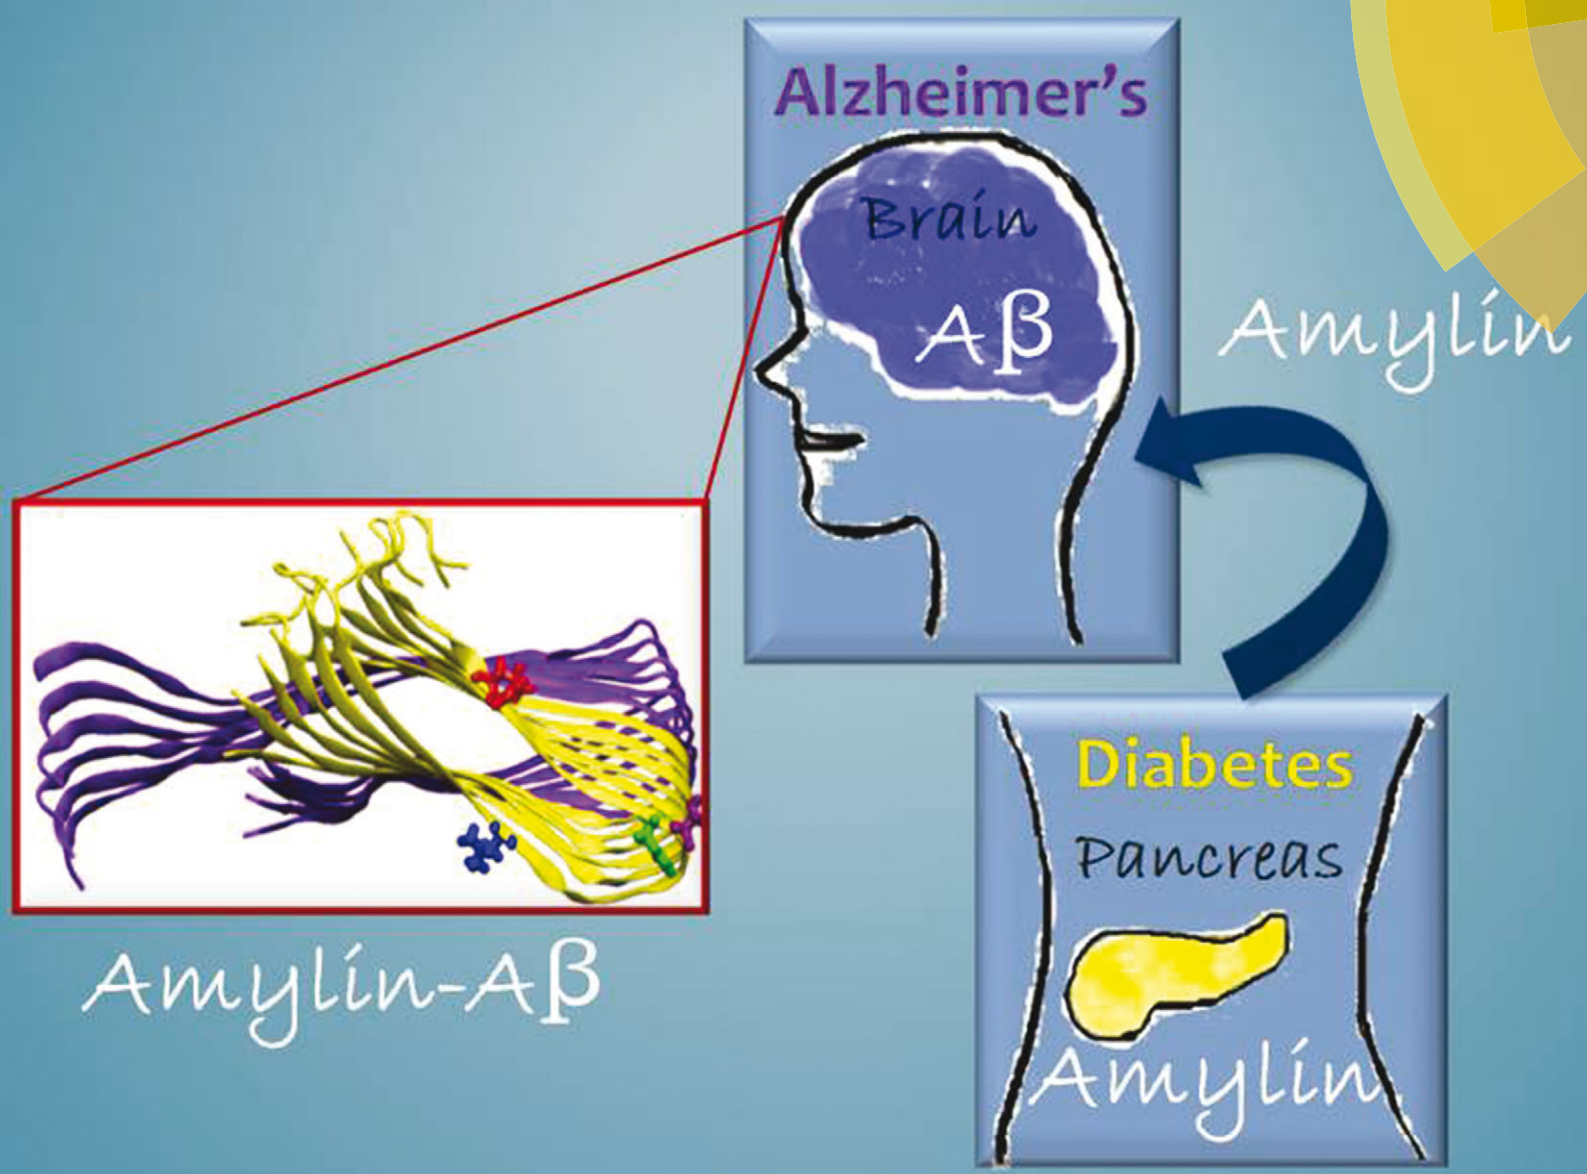 Alzheimer's
Brain
Aβ
Amylin
Amylin-Aβ
Diabetes
Pancreas
Amylin